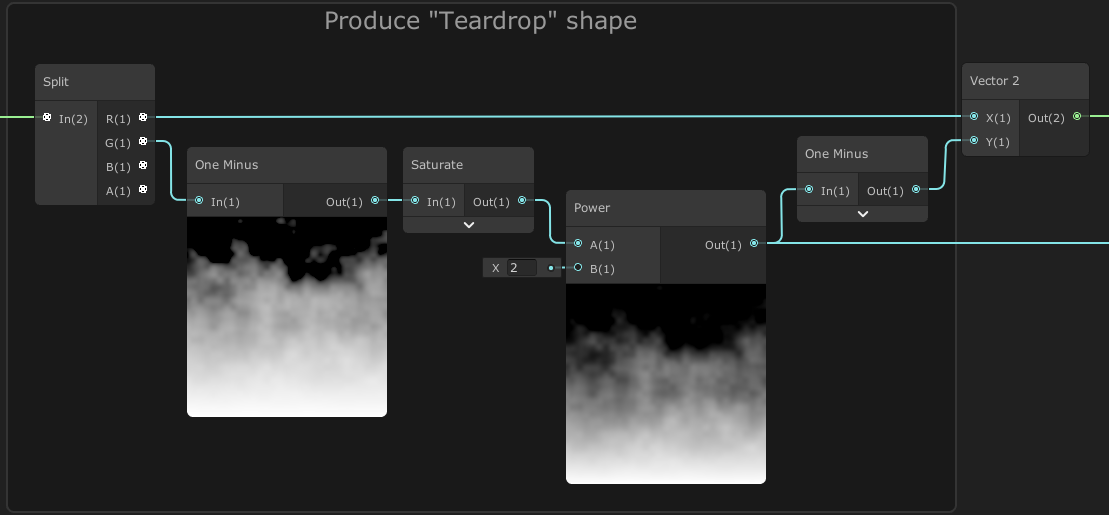 Produce "Teardrop" shape
Split
In(2) R(1)
G(1)
B(1)
A(1)
One Minus
In(1) Out(1)
Saturate
In(1) Out(1)
Power
A(1) Out(1)
B(1)
X 2
One Minus
In(1) Out(1)
Vector 2
X(1) Out(2)
Y(1)